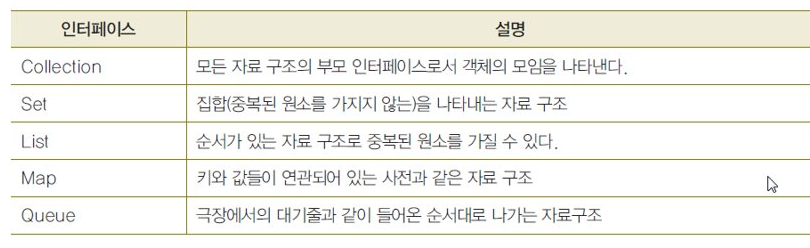 인터페이스 설명
Collection 모든 자료 구조의 부모 인터페이스로서 객체의 모임을 나타낸다.
Set 집합(중복된 원소를 가지지 않는)을 나타내는 자료 구조
List 순서가 있는 자료 구조로 중복된 원소를 가질 수 있다.
Map 키와 값들이 연관되어 있는 사전과 같은 자료 구조
Queue 극장에서의 대기줄과 같이 들어온 순서대로 나가는 자료구조